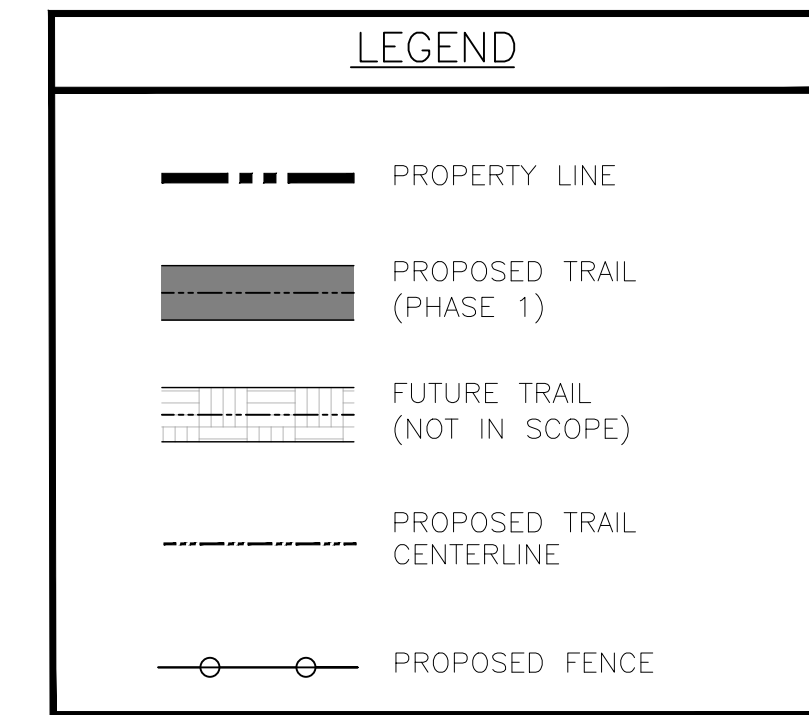 LEGEND
PROPERTY LINE
PROPOSED TRAIL
(PHASE 1)
FUTURE TRAIL
(NOT IN SCOPE)
PROPOSED TRAIL
CENTERLINE
PROPOSED FENCE